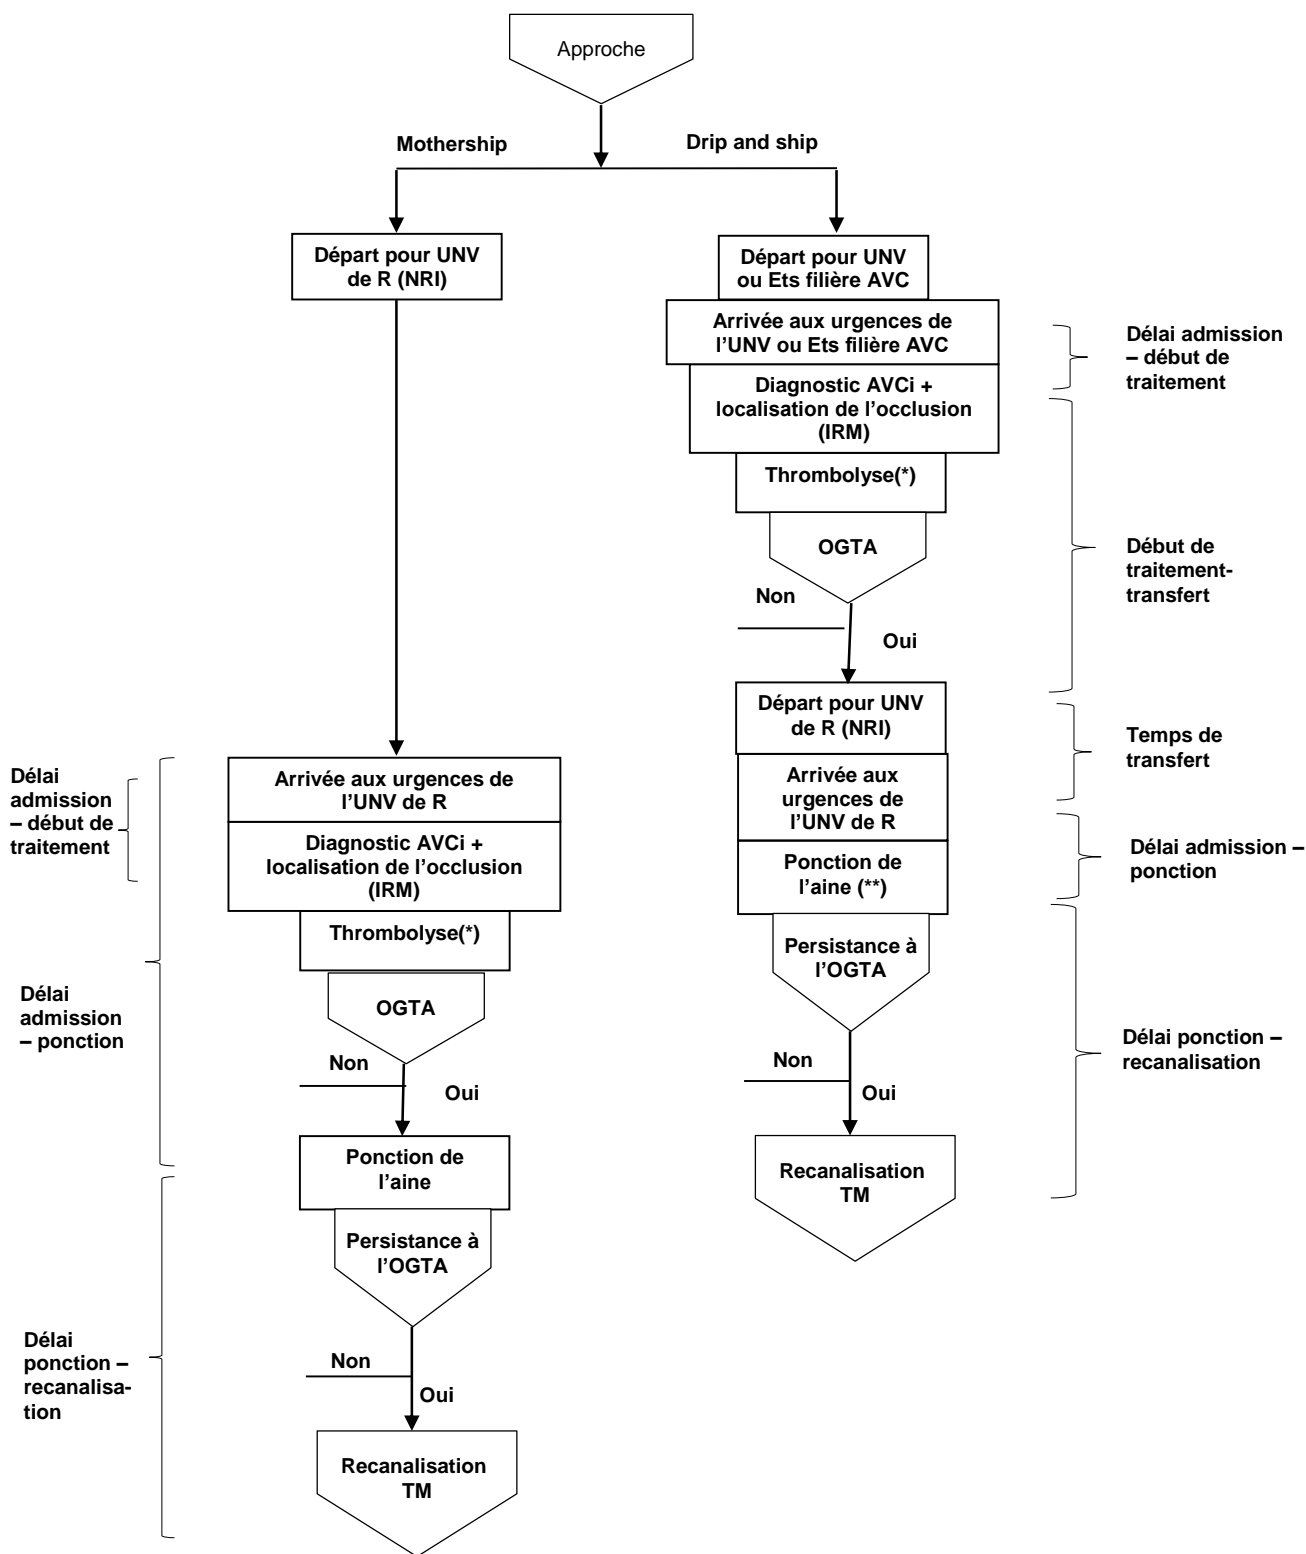 Approche
Mothership
Drip and ship
Départ pour UNV
de R (NRI)
Départ pour UNV
ou Ets filière AVC
Arrivée aux urgences de
l’UNV ou Ets filière AVC
Diagnostic AVCi +
localisation de l’occlusion
(IRM)
Thrombolyse(*)
OGTA
Non
Oui
Départ pour UNV
de R (NRI)
Arrivée aux
urgences de
l’UNV de R
Ponction de
l’aine (**)
Persistance à
l’OGTA
Non
Oui
Recanalisation
TM
Délai admission
– début de
traitement
Début de
traitement-
transfert
Temps de
transfert
Délai admission –
ponction
Délai ponction –
recanalisation
Délai
admission
– début de
traitement
Délai
admission
– ponction
Délai
ponction –
recanalisa-
tion
Arrivée aux urgences de
l’UNV de R
Diagnostic AVCi +
localisation de l’occlusion
(IRM)
Thrombolyse(*)
OGTA
Non
Oui
Ponction de
l’aine
Persistance à
l’OGTA
Non
Oui
Recanalisation
TM